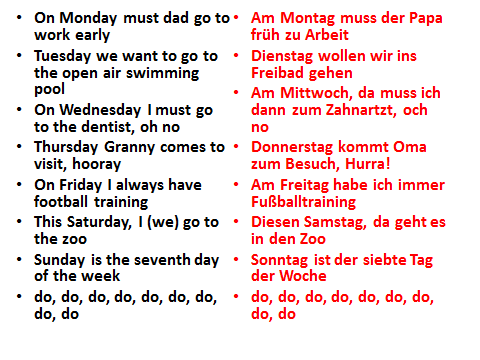 • On Monday must dad go to
work early
• Tuesday we want to go to
the open air swimming
pool
• On Wednesday I must go
to the dentist, oh no
• Thursday Granny comes to
visit, hooray
• On Friday I always have
football training
• This Saturday, I (we) go to
the zoo
• Sunday is the seventh day
of the week
• do, do, do, do, do, do, do,
do, do
• Am Montag muss der Papa
früh zu Arbeit
• Dienstag wollen wir ins
Freibad gehen
• Am Mittwoch, da muss ich
dann zum Zahnartzt, och
no
• Donnerstag kommt Oma
zum Besuch, Hurra!
• Am Freitag habe ich immer
Fußballtraining
• Diesen Samstag, da geht es
in den Zoo
• Sonntag ist der siebte Tag
der Woche
• do, do, do, do, do, do, do,
do, do